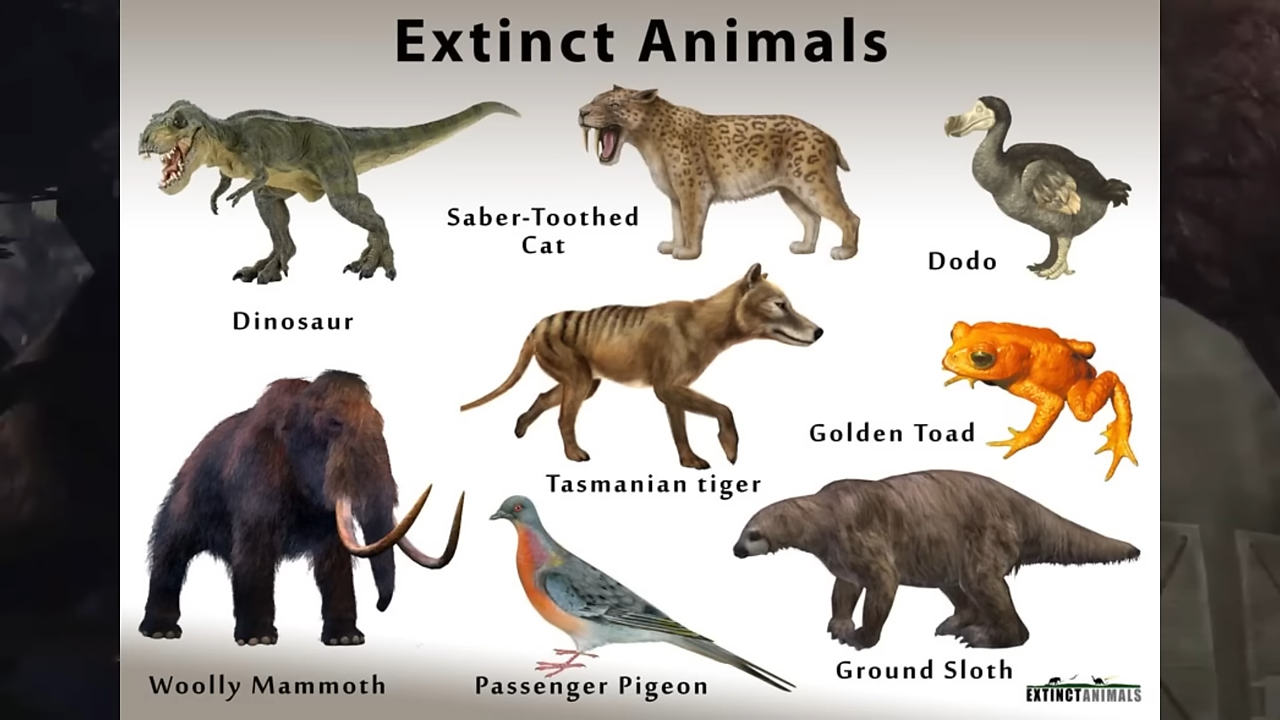 Extinct Animals
Saber-Toothed
Cat
Dodo
Dinosaur
Golden Toad
Tasmanian tiger
Ground Sloth
Woolly Mammoth
Passenger Pigeon
EXTINCTANIMALS